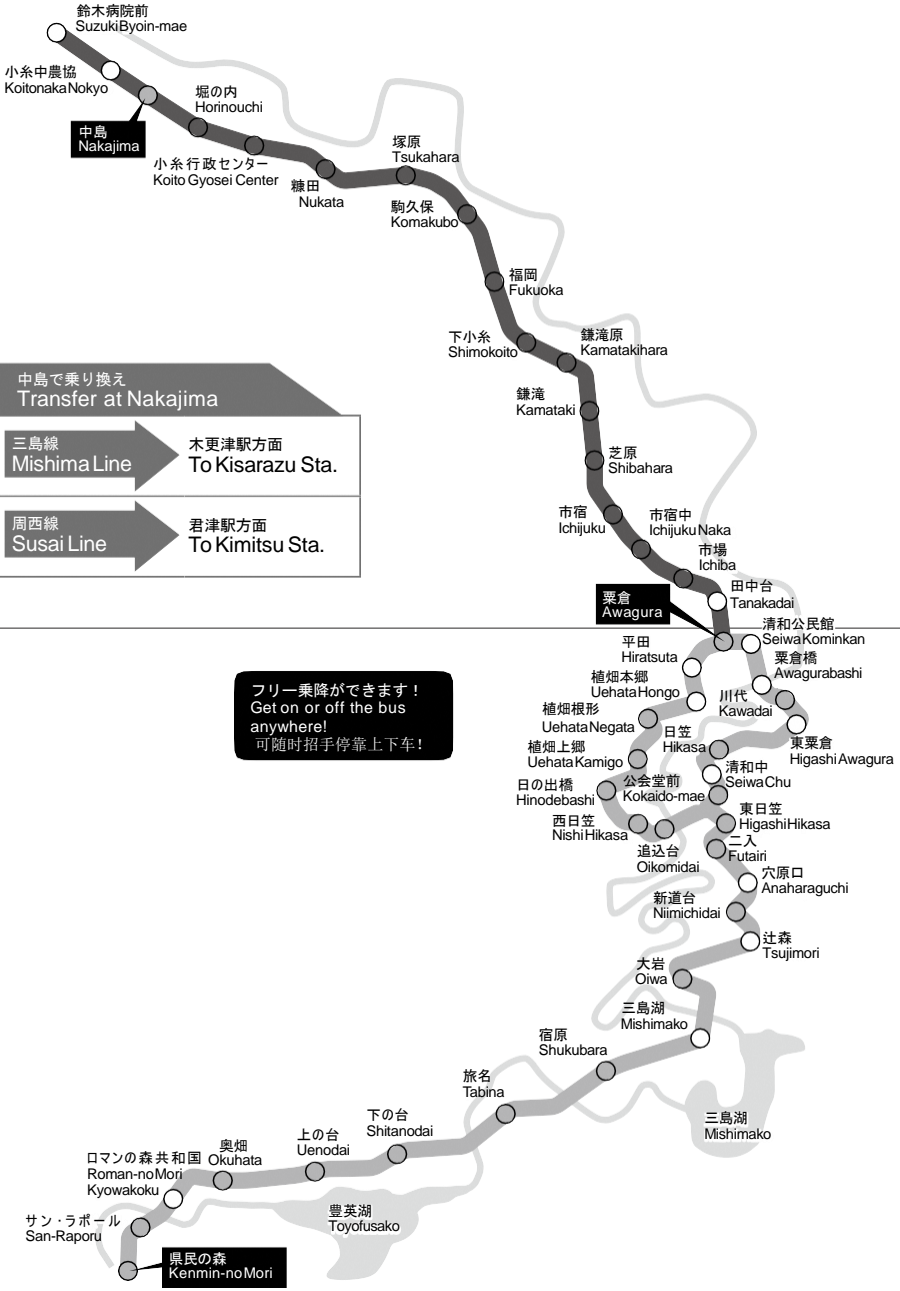 鈴木病院前
Suzuki Byoin-mae
小糸中農協
Koitonaka Nokyo
中島
Nakajima
堀の内
Horinouchi
小糸行政センター
Koito Gyosei Center
糠田
Nukata
塚原
Tsukahara
駒久保
Komakubo
福岡
Fukuoka
下小糸
Shimokoito
鎌滝原
Kamatakihara
鎌滝
Kamataki
芝原
Shibahara
市宿
Ichijuku
市宿中
Ichijuku Naka
市場
Ichiba
田中台
Tanakadai
粟倉
Awagura
中島で乗り換え
Transfer at Nakajima
三島線
Mishima Line
木更津駅方面
To Kisarazu Sta.
周西線
Susai Line
君津駅方面
To Kimitsu Sta.
フリー乗降ができます！
Get on or off the bus
anywhere!
可随时招手停靠上下车！
清和公民館
Seiwa Kominkan
平田
Hiratsuta
粟倉橋
Awagurabashi
植畑本郷
Uehata Hongo
川代
Kawadai
植畑根形
Uehata Negata
東粟倉
Higashi Awagura
日笠
Hikasa
植畑上郷
Uehata Kamigo
清和中
Seiwa Chu
日の出橋
Hinodebashi
公会堂前
Kokaido-mae
西日笠
Nishi Hikasa
東日笠
Higashi Hikasa
追込台
Oikomidai
二入
Futairi
穴原口
Anaharaguchi
新道台
Niimichidai
辻森
Tsujimori
大岩
Oiwa
三島湖
Mishimako
宿原
Shukubara
旅名
Tabina
三島湖
Mishimako
下の台
Shitanodai
上の台
Uenodai
奥畑
Okuhata
ロマンの森共和国
Roman-no Mori
Kyowakoku
豊英湖
Toyofusako
サン・ラポール
San-Raporu
県民の森
Kenmin-no Mori